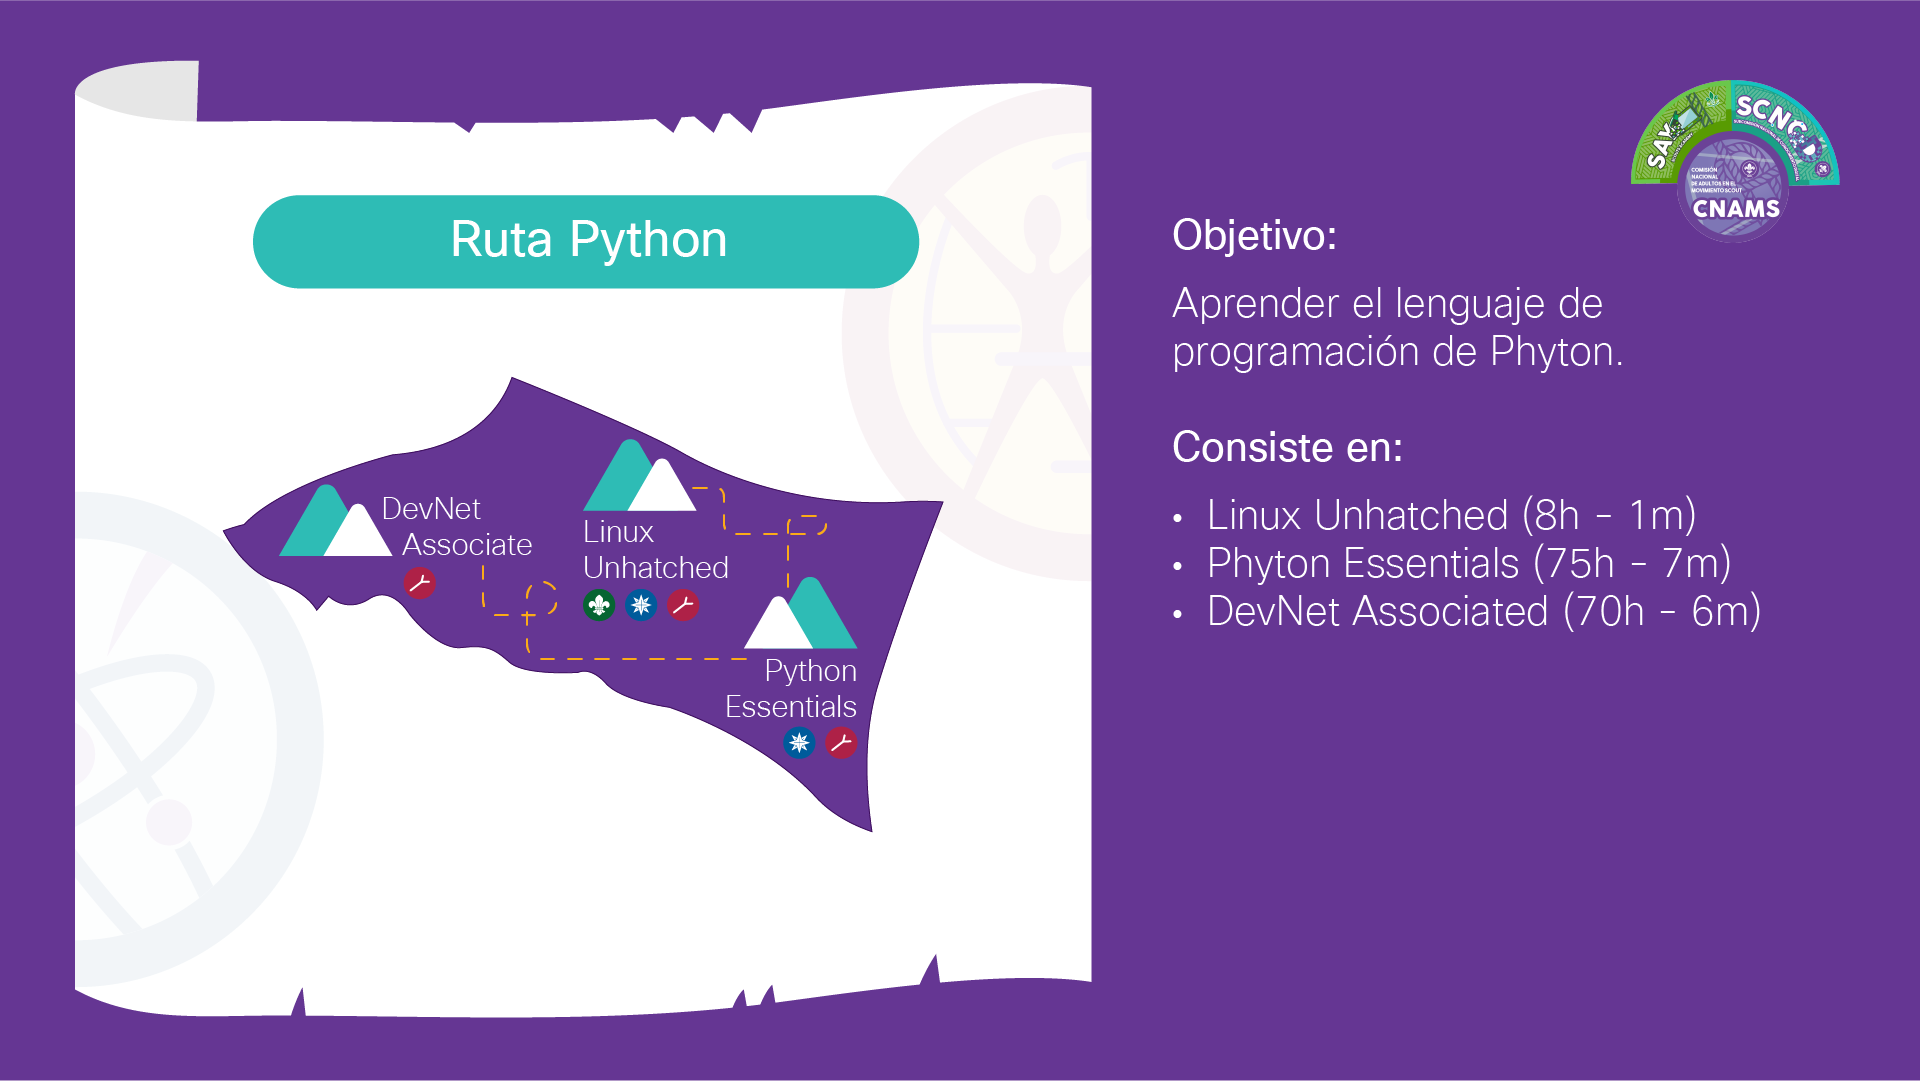 Ruta Python
DevNet
Associate
Linux
Unhatched
Python
Essentials
SAY
SCNC
COMISIÓN
NACIONAL
DE ADULTOS EN EL
MOVIMIENTO SCOUT
CNAMS
Objetivo:
Aprender el lenguaje de
programación de Phyton.
Consiste en:
• Linux Unhatched (8h - 1m)
• Phyton Essentials (75h - 7m)
• DevNet Associated (70h - 6m)